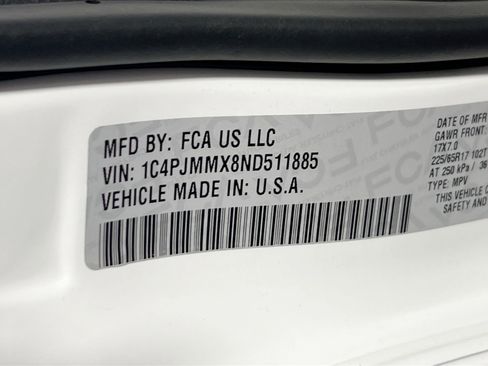 MFD BY: FCA US LLC
VIN: 1C4PJMMX8ND511885
VEHICLE MADE IN: U.S.A.
DATE OF MFR
GAWR FRONT:
17X7.0
225/65R17 102T
AT 250 kPa / 36
TYPE: MPV
THIS VEHICLE
SAFETY AND